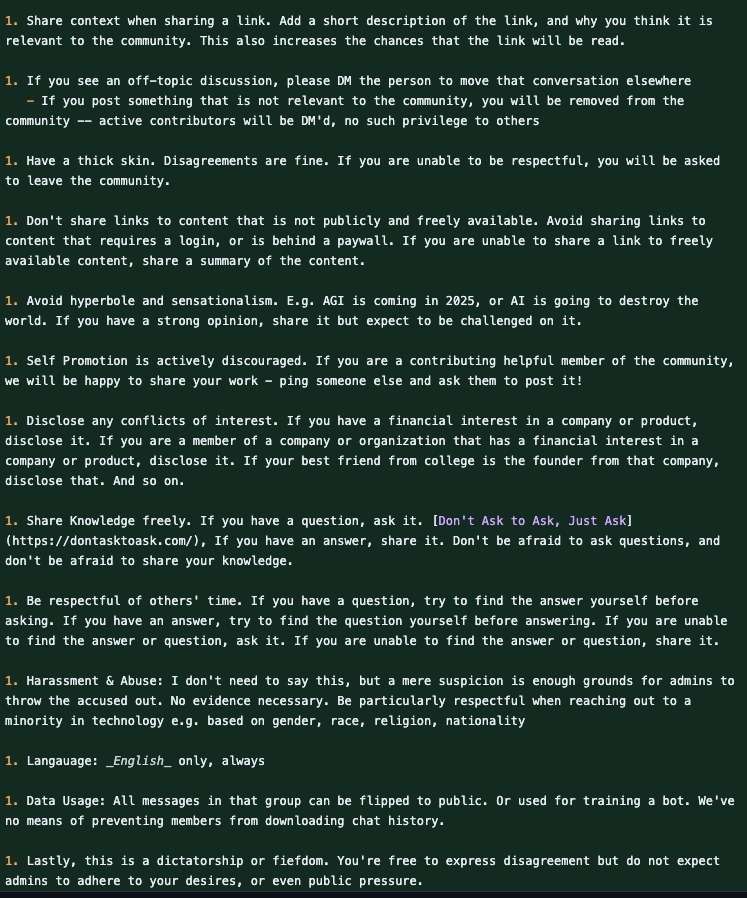 1. Share context when sharing a link. Add a short description of the link, and why you think it is
relevant to the community. This also increases the chances that the link will be read.
1. If you see an off-topic discussion, please DM the person to move that conversation elsewhere
- If you post something that is not relevant to the community, you will be removed from the
community -- active contributors will be DM'd, no such privilege to others
1. Have a thick skin. Disagreements are fine. If you are unable to be respectful, you will be asked
to leave the community.
1. Don't share links to content that is not publicly and freely available. Avoid sharing links to
content that requires a login, or is behind a paywall. If you are unable to share a link to freely
available content, share a summary of the content.
1. Avoid hyperbole and sensationalism. E.g. AGI is coming in 2025, or AI is going to destroy the
world. If you have a strong opinion, share it but expect to be challenged on it.
1. Self Promotion is actively discouraged. If you are a contributing helpful member of the community,
we will be happy to share your work - ping someone else and ask them to post it!
1. Disclose any conflicts of interest. If you have a financial interest in a company or product,
disclose it. If you are a member of a company or organization that has a financial interest in a
company or product, disclose it. If your best friend from college is the founder from that company,
disclose that. And so on.
1. Share Knowledge freely. If you have a question, ask it. [Don't Ask to Ask, Just Ask]
(https://dontasktoask.com/), If you have an answer, share it. Don't be afraid to ask questions, and
don't be afraid to share your knowledge.
1. Be respectful of others' time. If you have a question, try to find the answer yourself before
asking. If you have an answer, try to find the question yourself before answering. If you are unable
to find the answer or question, ask it. If you are unable to find the answer or question, share it.
1. Harassment & Abuse: I don't need to say this, but a mere suspicion is enough grounds for admins to
throw the accused out. No evidence necessary. Be particularly respectful when reaching out to a
minority in technology e.g. based on gender, race, religion, nationality
1. Langauage: _English_ only, always
1. Data Usage: All messages in that group can be flipped to public. Or used for training a bot. We've
no means of preventing members from downloading chat history.
1. Lastly, this is a dictatorship or fiefdom. You're free to express disagreement but do not expect
admins to adhere to your desires, or even public pressure.